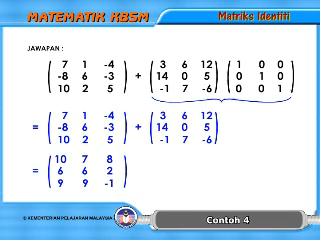 MATEMATIK KBSM
Matriks Identiti
JAWAPAN :
( 7 1 -4 ) ( 3 6 12 ) ( 1 0 0 )
( -8 6 -3 ) + ( 14 0 5 ) ( 0 1 0 )
( 10 2 5 ) ( -1 7 -6 ) ( 0 0 1 )
( 7 1 -4 ) ( 3 6 12 )
= ( -8 6 -3 ) + ( 14 0 5 )
( 10 2 5 ) ( -1 7 -6 )
( 10 7 8 )
= ( 6 6 2 )
( 9 9 -1 )
© KEMENTERIAN PELAJARAN MALAYSIA
Contoh 4